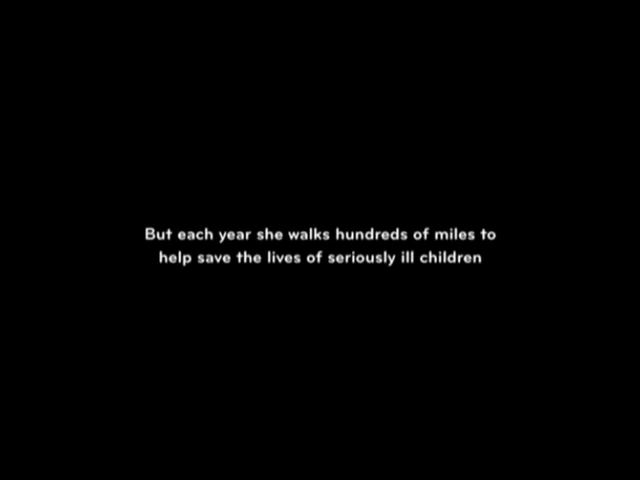 But each year she walks hundreds of miles to
help save the lives of seriously ill children